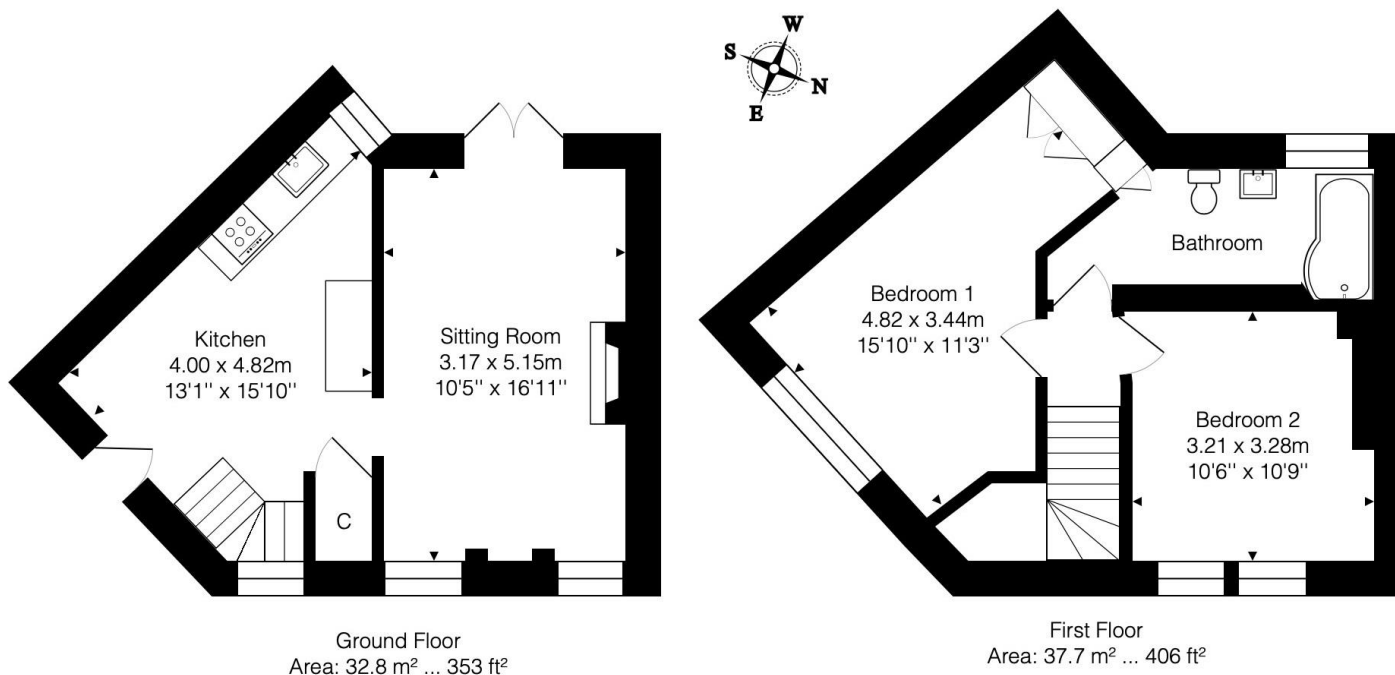 W
S
N
E
Kitchen
4.00 x 4.82m
13'1" x 15'10"
Sitting Room
3.17 x 5.15m
10'5" x 16'11"
C
Ground Floor
Area: 32.8 m² ... 353 ft²
Bathroom
Bedroom 1
4.82 x 3.44m
15'10" x 11'3"
Bedroom 2
3.21 x 3.28m
10'6" x 10'9"
First Floor
Area: 37.7 m² ... 406 ft²